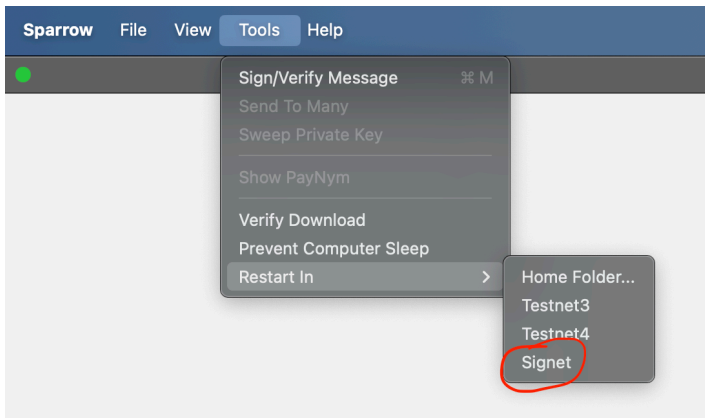 Sparrow File View Tools Help
Sign/Verify Message ⌘ M
Send To Many
Sweep Private Key
Show PayNym
Verify Download
Prevent Computer Sleep
Restart In
Home Folder...
Testnet3
Testnet4
Signet